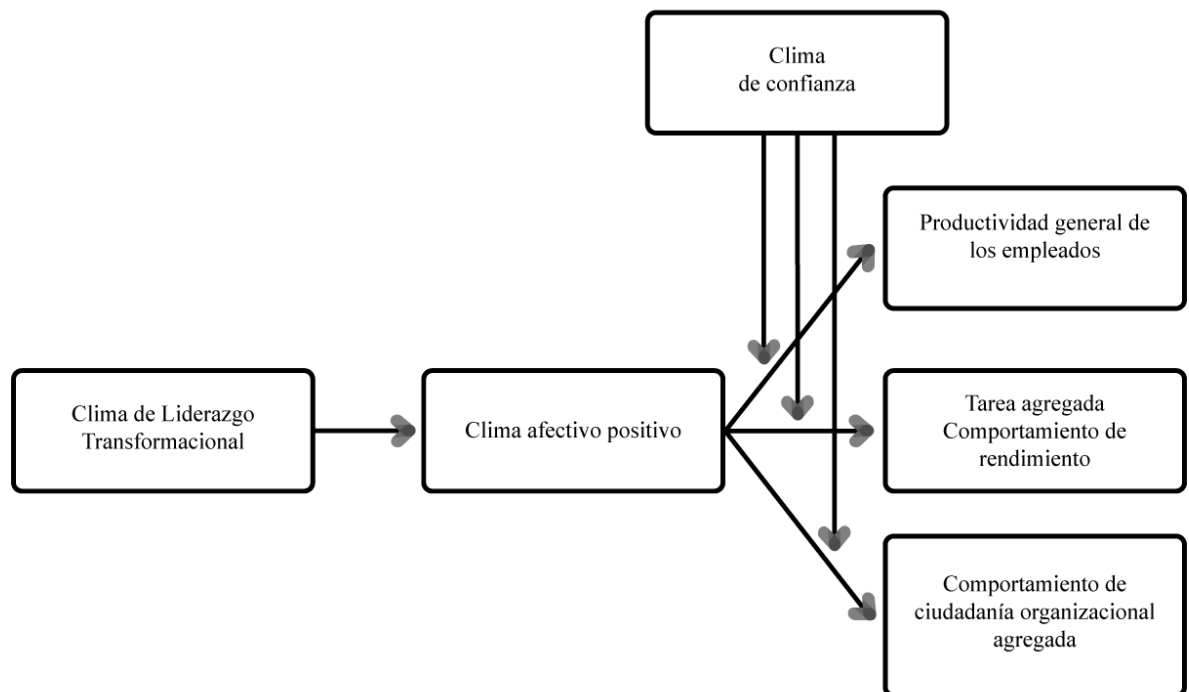 Clima
de confianza
Productividad general de
los empleados
Clima de Liderazgo
Transformacional
Clima afectivo positivo
Tarea agregada
Comportamiento de
rendimiento
Comportamiento de
ciudadanía organizacional
agregada